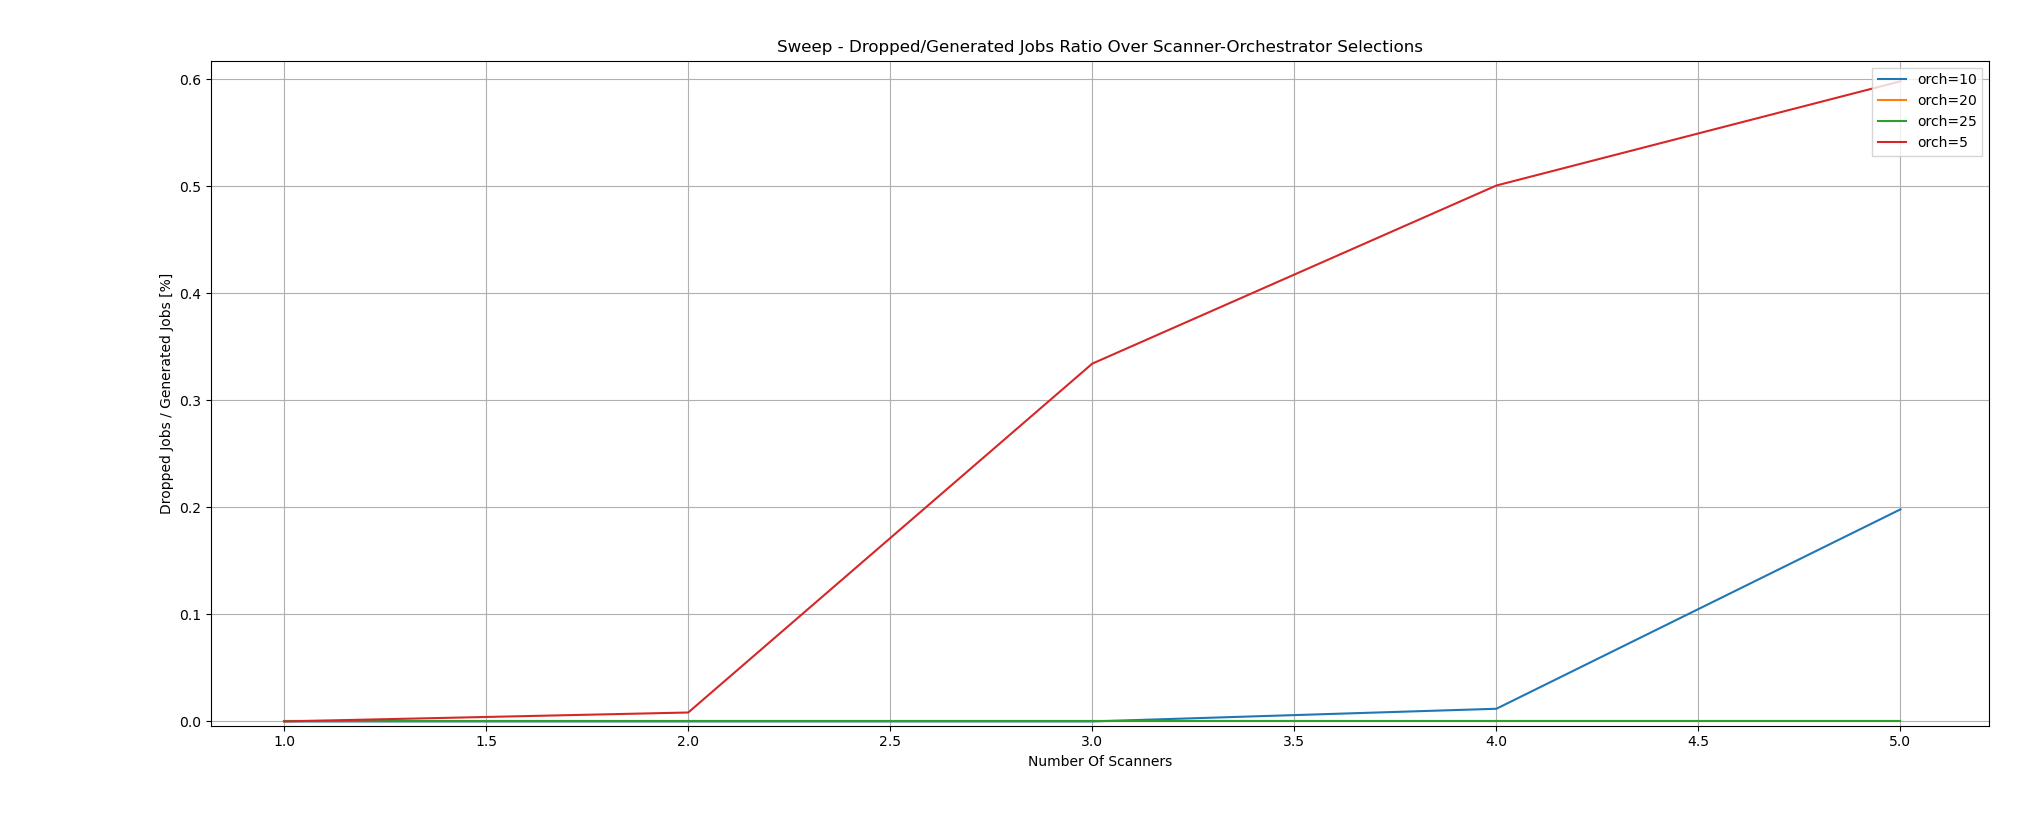 Sweep - Dropped/Generated Jobs Ratio Over Scanner-Orchestrator Selections
orch=10
orch=20
orch=25
orch=5
Dropped Jobs / Generated Jobs [%]
0.6
0.5
0.4
0.3
0.2
0.1
0.0
1.0 1.5 2.0 2.5 3.0 3.5 4.0 4.5 5.0
Number Of Scanners